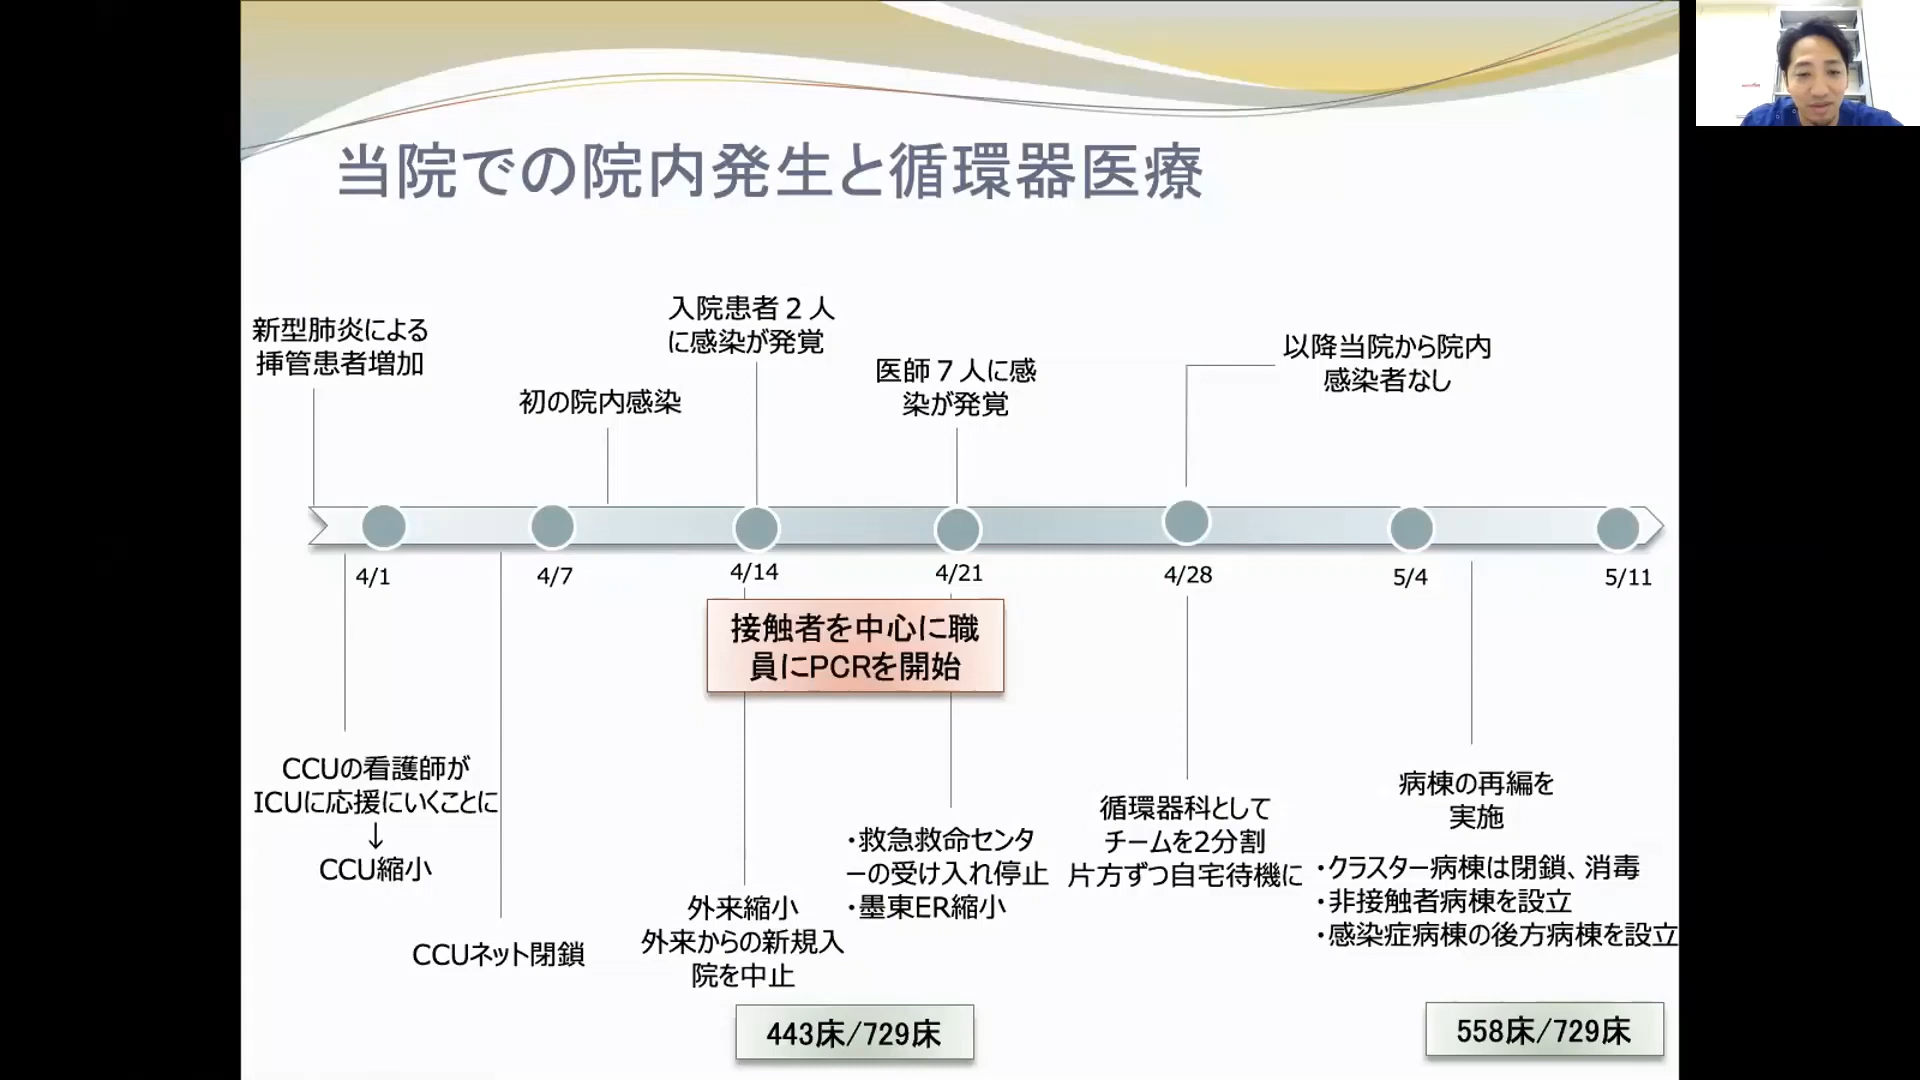 当院での院内発生と循環器医療
新型肺炎による
挿管患者増加
初の院内感染
入院患者２人
に感染が発覚
医師７人に感
染が発覚
以降当院から院内
感染者なし
4/1
4/7
4/14
4/21
4/28
5/4
5/11
接触者を中心に職
員にPCRを開始
CCUの看護師が
ICUに応援にいくことに
↓
CCU縮小
CCUネット閉鎖
外来縮小
外来からの新規入
院を中止
・救急救命センタ
ーの受け入れ停止
・墨東ER縮小
循環器科として
チームを2分割
片方ずつ自宅待機に
病棟の再編を
実施
・クラスター病棟は閉鎖、消毒
・非接触者病棟を設立
・感染症病棟の後方病棟を設立
443床/729床
558床/729床